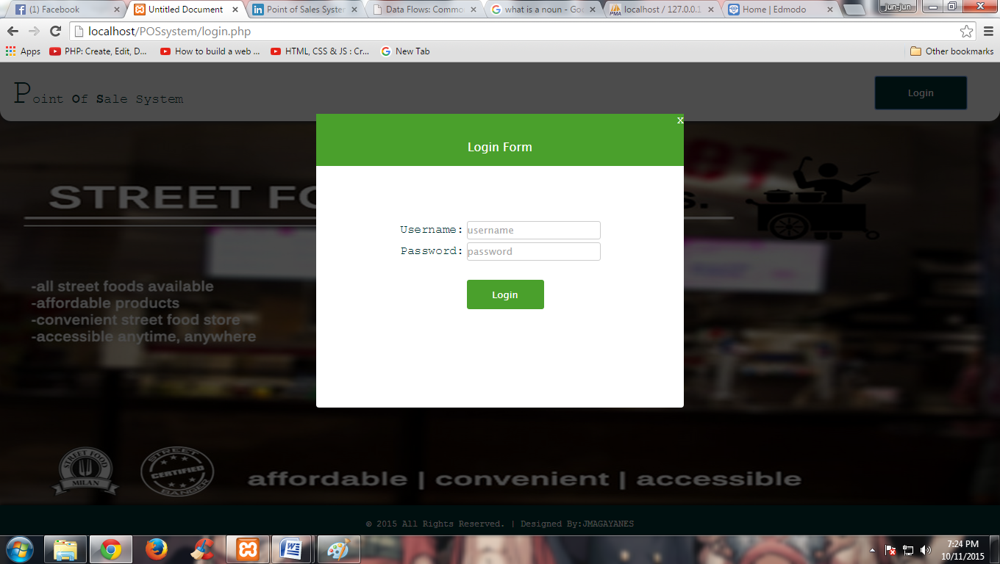 (1) Facebook
Untitled Document
Point of Sales System
Data Flows: Common
what is a noun - Goo
localhost / 127.0.0.1
Home | Edmodo
jun-jun
localhost/POSsystem/login.php
Apps
PHP: Create, Edit, D...
How to build a web ...
HTML, CSS & JS : Cr...
New Tab
Other bookmarks
Point Of Sale System
Login
x
Login Form
STREET FO
s.
Username: username
Password: password
Login
-all street foods available
-affordable products
-convenient street food store
-accessible anytime, anywhere
STREET FOOD
MILAN
STREET
CERTIFIED
BANGER
affordable | convenient | accessible
© 2015 All Rights Reserved. | Designed By:JMAGAYANES
7:24 PM
10/11/2015